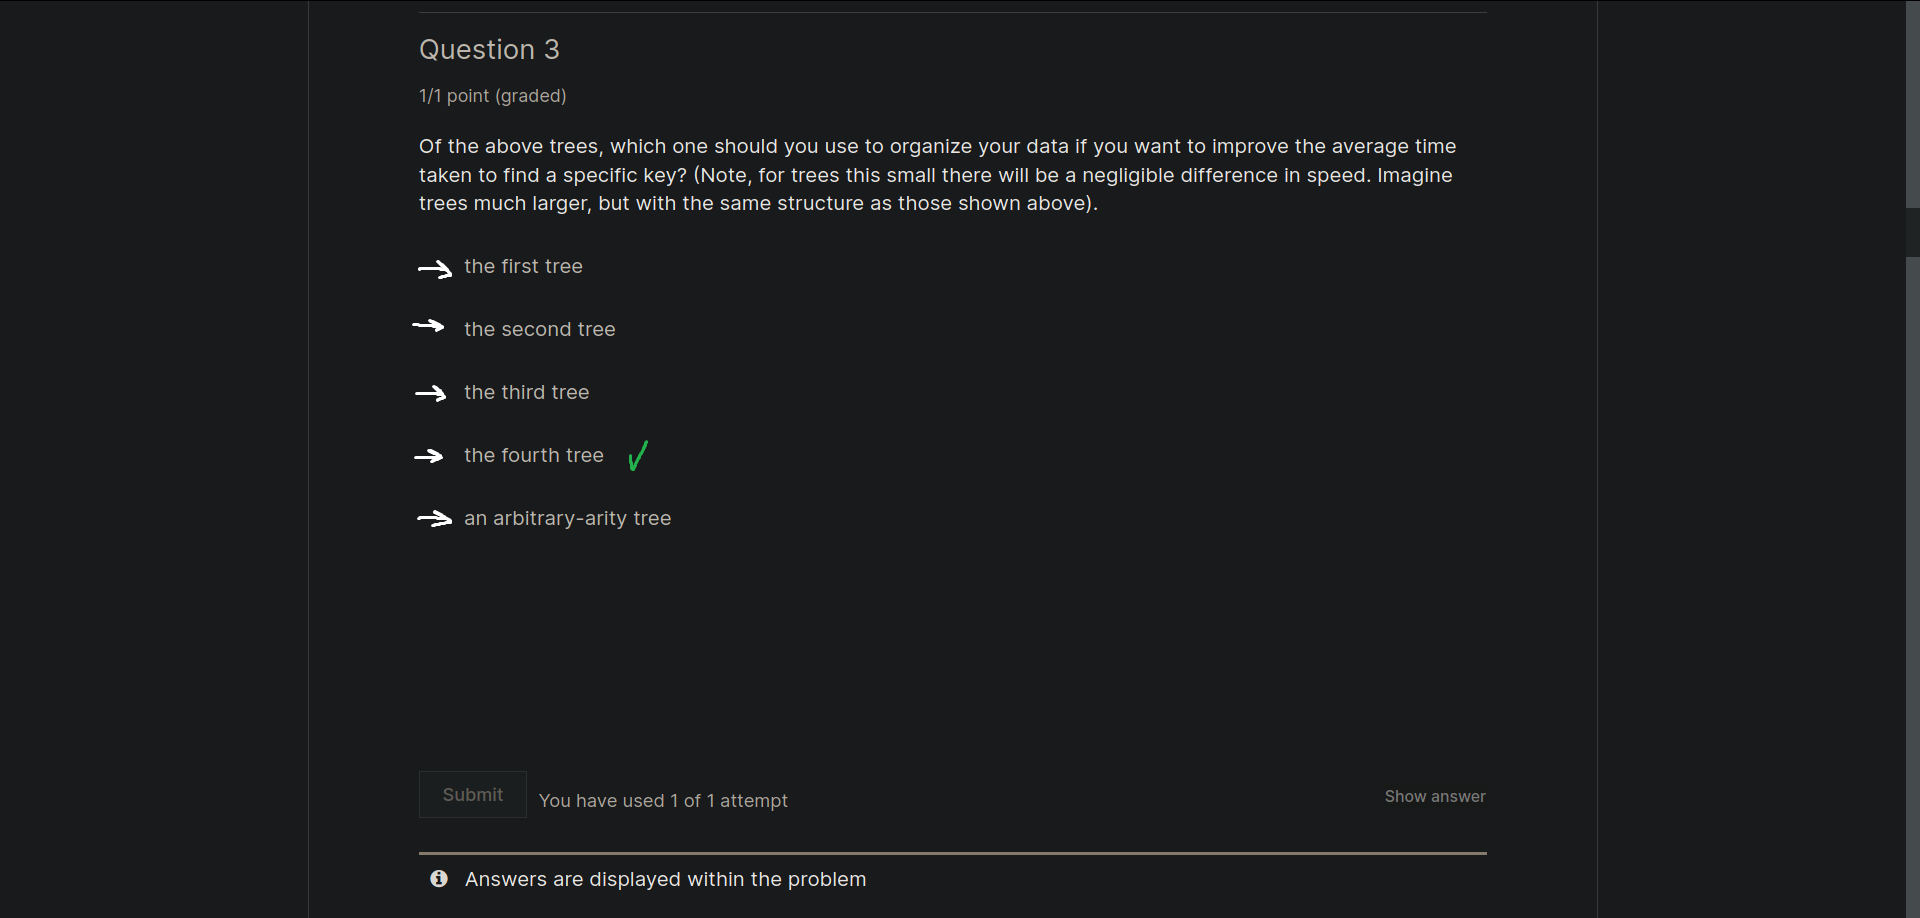 Question 3
1/1 point (graded)
Of the above trees, which one should you use to organize your data if you want to improve the average time
taken to find a specific key? (Note, for trees this small there will be a negligible difference in speed. Imagine
trees much larger, but with the same structure as those shown above).
the first tree
the second tree
the third tree
the fourth tree
an arbitrary-arity tree
Submit
You have used 1 of 1 attempt
Show answer
Answers are displayed within the problem